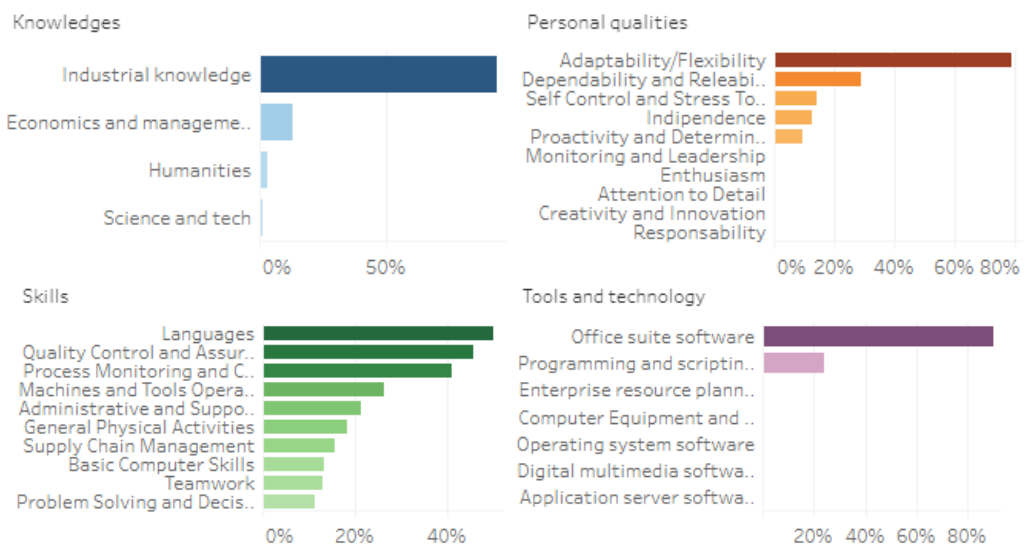 Knowledges
Industrial knowledge
Economics and manageme..
Humanities
Science and tech
0% 50%
Personal qualities
Adaptability/Flexibility
Dependability and Releabi..
Self Control and Stress To..
Indipendence
Proactivity and Determin..
Monitoring and Leadership
Enthusiasm
Attention to Detail
Creativity and Innovation
Responsability
0% 20% 40% 60% 80%
Skills
Languages
Quality Control and Assur..
Process Monitoring and C..
Machines and Tools Opera..
Administrative and Suppo..
General Physical Activities
Supply Chain Management
Basic Computer Skills
Teamwork
Problem Solving and Decis..
0% 20% 40%
Tools and technology
Office suite software
Programming and scriptin..
Enterprise resource plann..
Computer Equipment and ..
Operating system software
Digital multimedia softwa..
Application server softwa..
20% 40% 60% 80%